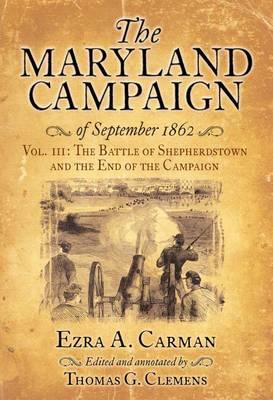 The
MARYLAND
CAMPAIGN
of September 1862
Vol. III: The Battle of Shepherdstown
and the End of the Campaign
Ezra A. Carman
Edited and annotated by
Thomas G. Clemens